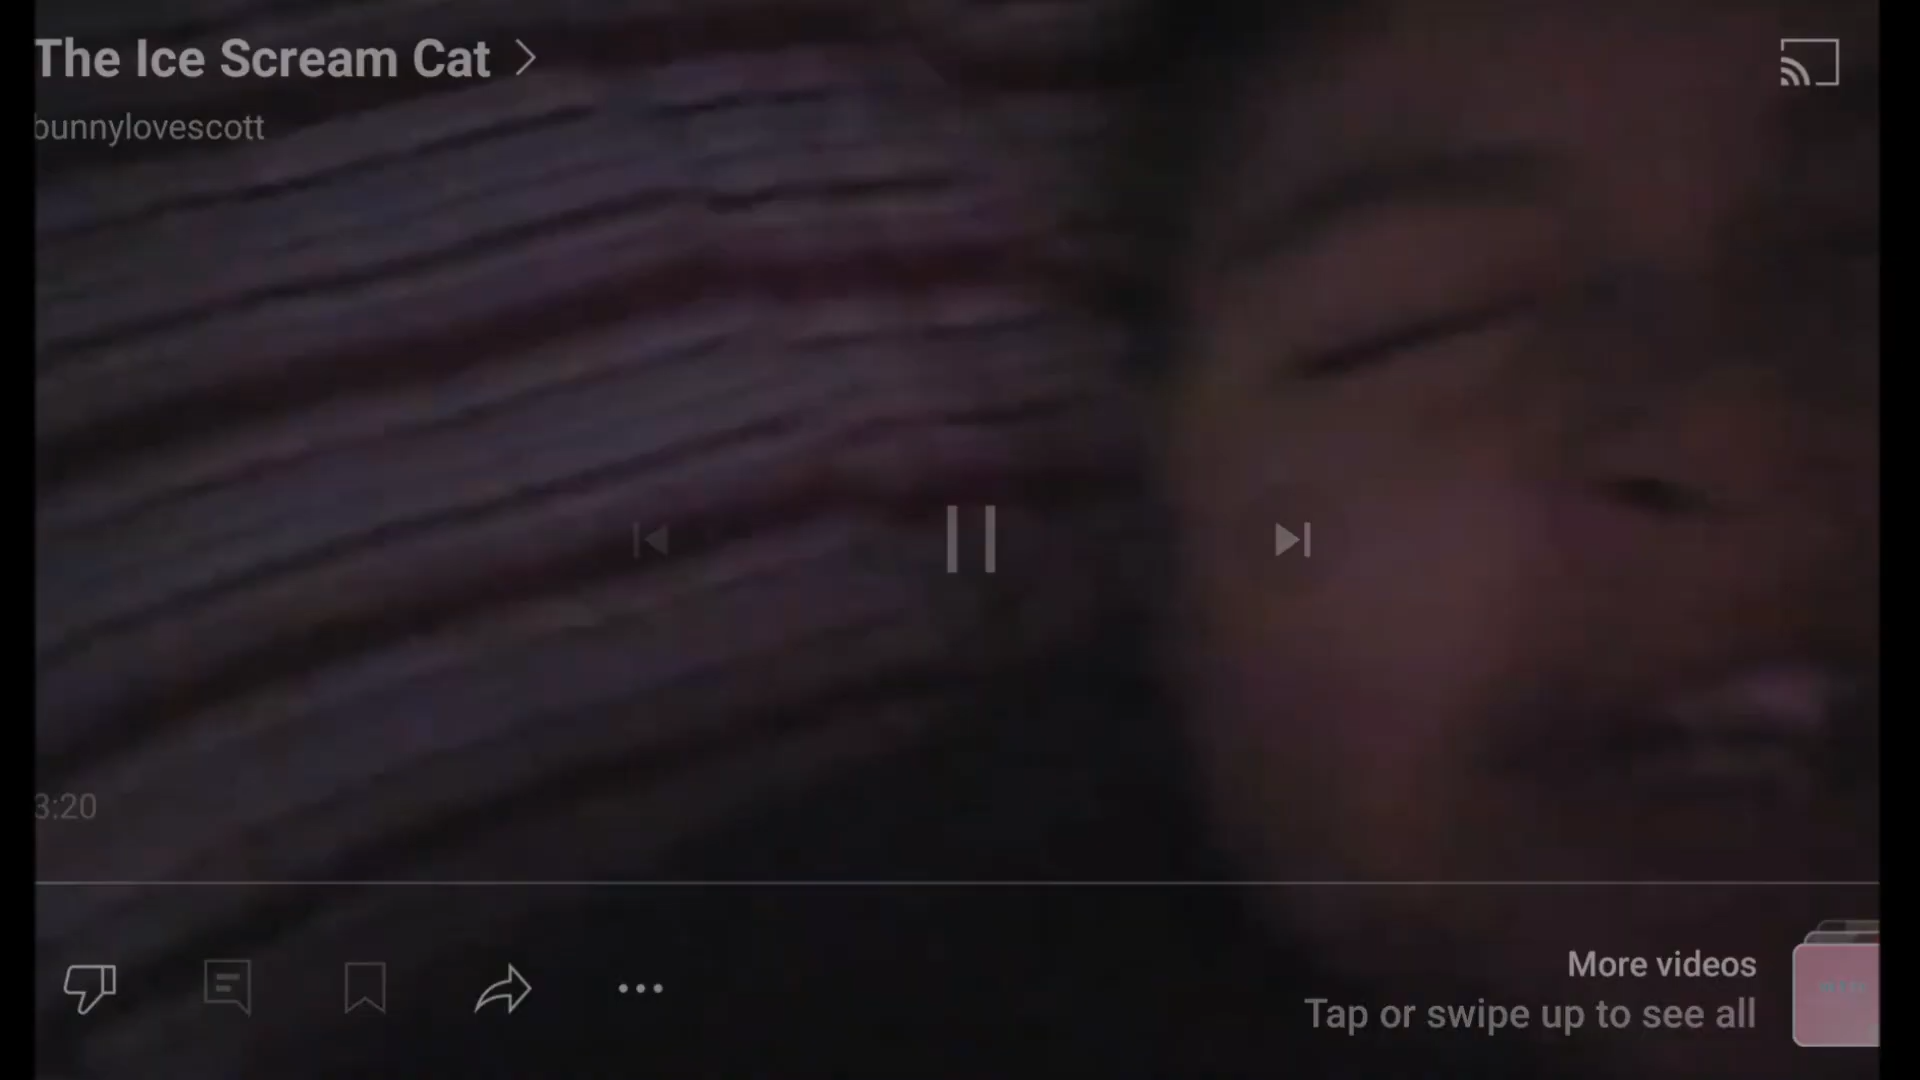 The Ice Scream Cat
bunnylovescott
3:20
More videos
Tap or swipe up to see all